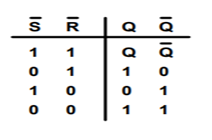 S̅ R̅ Q Q̅
1 1 Q Q̅
0 1 1 0
1 0 0 1
0 0 1 1